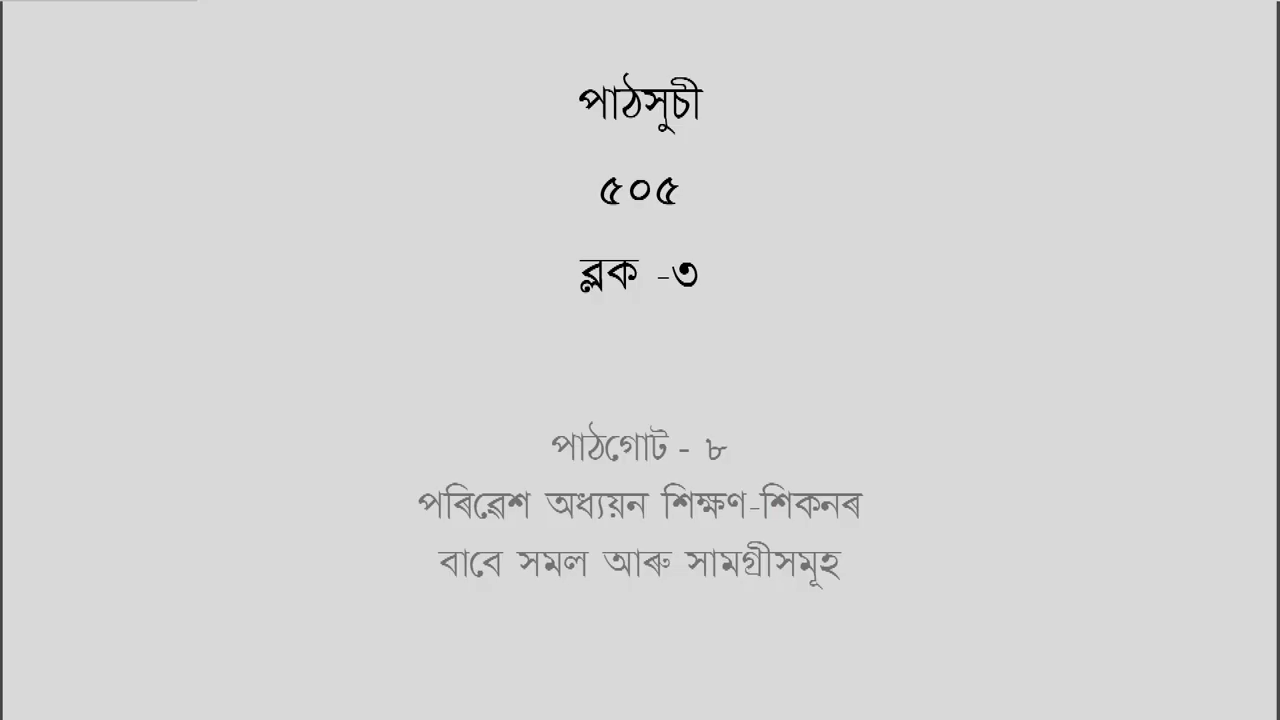 পাঠসুচী
৫০৫
ব্লক -৩
পাঠগোট - ৮
পৰিৱেশ অধ্যয়ন শিক্ষণ-শিকনৰ
বাবে সমল আৰু সামগ্ৰীসমূহ